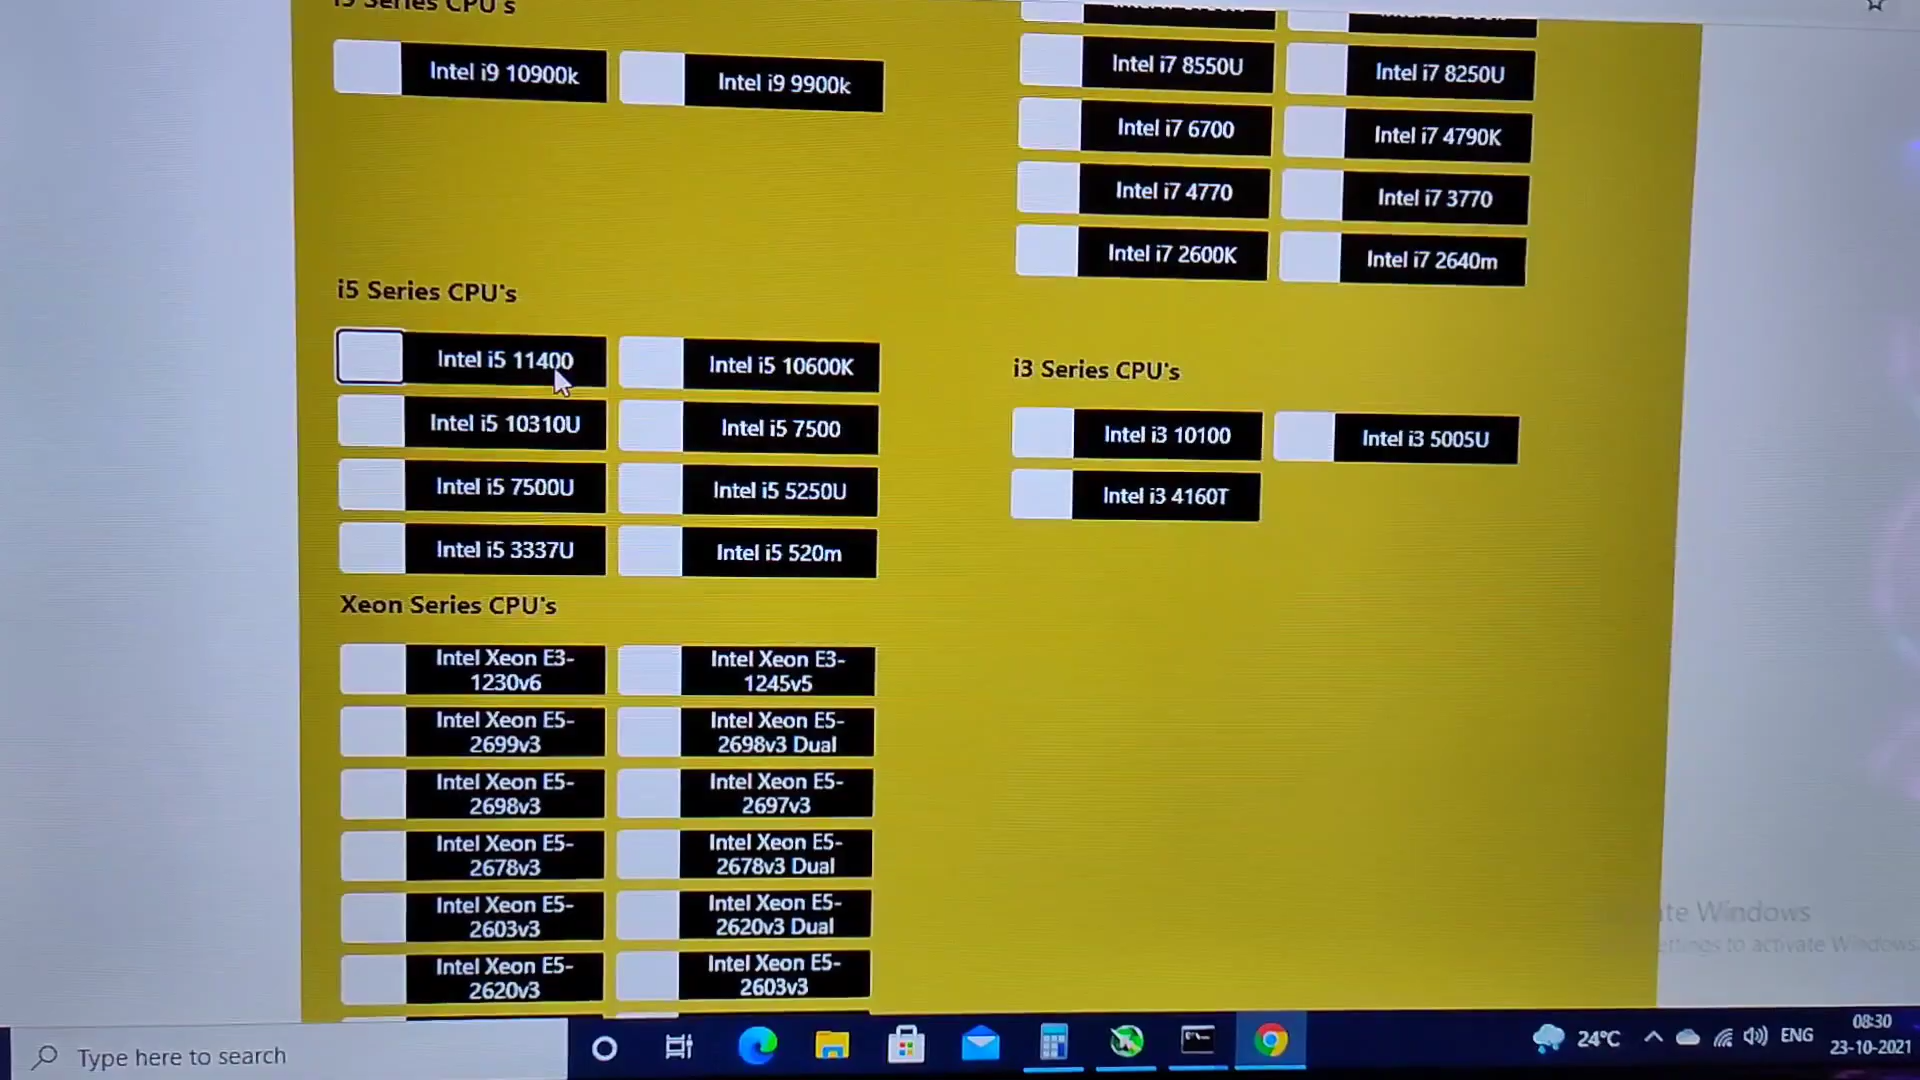 Series CPU's
Intel i9 10900k
Intel i9 9900k
Intel i7 8550U
Intel i7 8250U
Intel i7 6700
Intel i7 4790K
Intel i7 4770
Intel i7 3770
Intel i7 2600K
Intel i7 2640m
i5 Series CPU's
Intel i5 11400
Intel i5 10600K
Intel i5 10310U
Intel i5 7500
Intel i5 7500U
Intel i5 5250U
Intel i5 3337U
Intel i5 520m
i3 Series CPU's
Intel i3 10100
Intel i3 5005U
Intel i3 4160T
Xeon Series CPU's
Intel Xeon E3-
1230v6
Intel Xeon E3-
1245v5
Intel Xeon E5-
2699v3
Intel Xeon E5-
2698v3 Dual
Intel Xeon E5-
2698v3
Intel Xeon E5-
2697v3
Intel Xeon E5-
2678v3
Intel Xeon E5-
2678v3 Dual
Intel Xeon E5-
2603v3
Intel Xeon E5-
2620v3 Dual
Intel Xeon E5-
2620v3
Intel Xeon E5-
2603v3
Windows
to activate Windows
Type here to search
24°C
ENG
08:30
23-10-2021